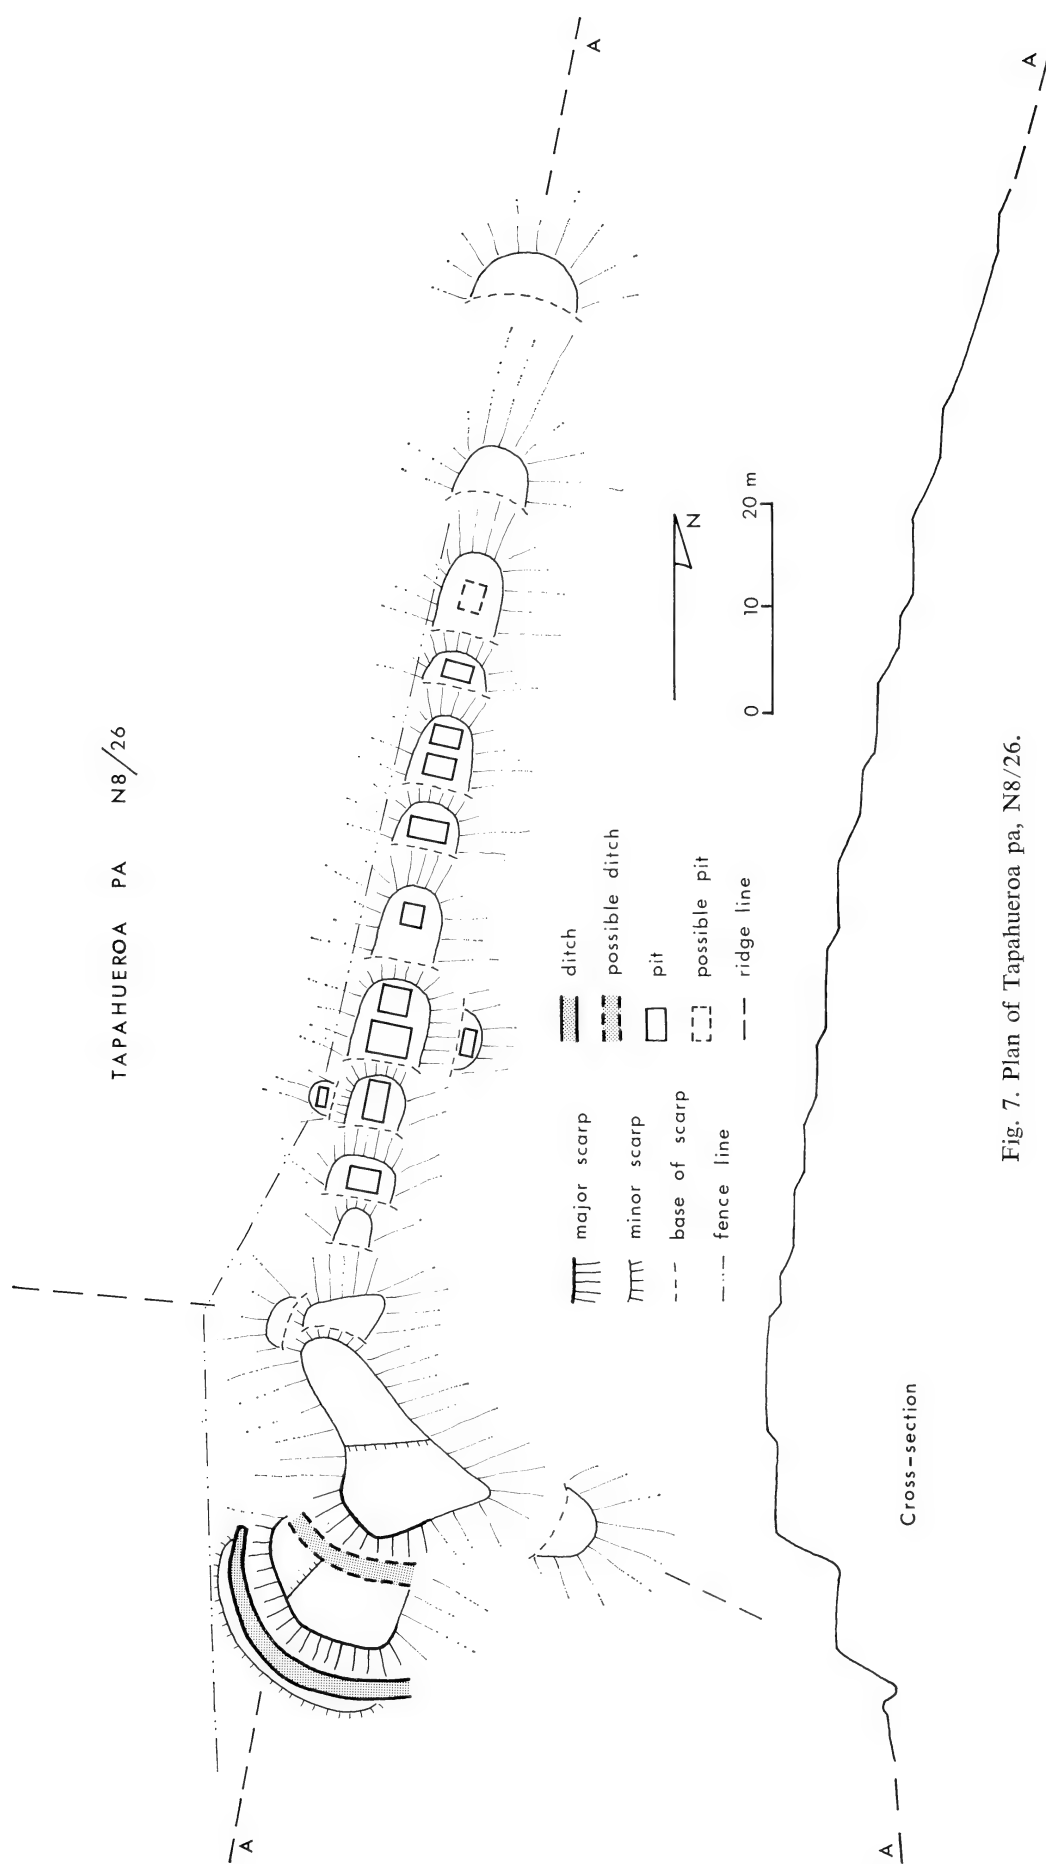 TAPAHUEROA PA N8/26
A
A
N
0 10 20 m
major scarp
minor scarp
base of scarp
fence line
ditch
possible ditch
pit
possible pit
ridge line
Cross-section
A
A
Fig. 7. Plan of Tapahueroa pa, N8/26.